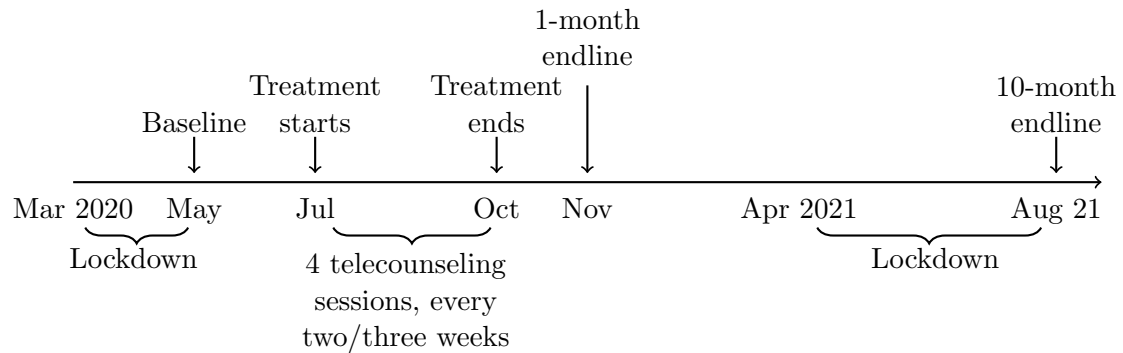 1-month
endline
Treatment
starts
Treatment
ends
10-month
endline
Baseline
Mar 2020
May
Jul
Oct
Nov
Apr 2021
Aug 21
Lockdown
4 telecounseling
sessions, every
two/three weeks
Lockdown